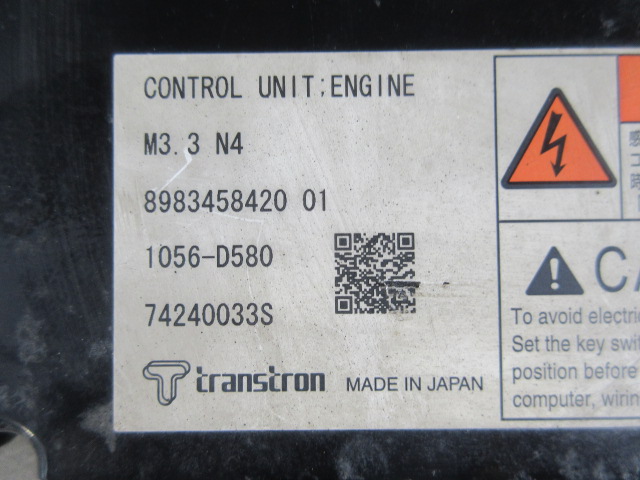 CONTROL UNIT;ENGINE
M3.3 N4
8983458420 01
1056-D580
74240033S
transtron MADE IN JAPAN
CA
To avoid electric
Set the key swit
position before
computer, wirin